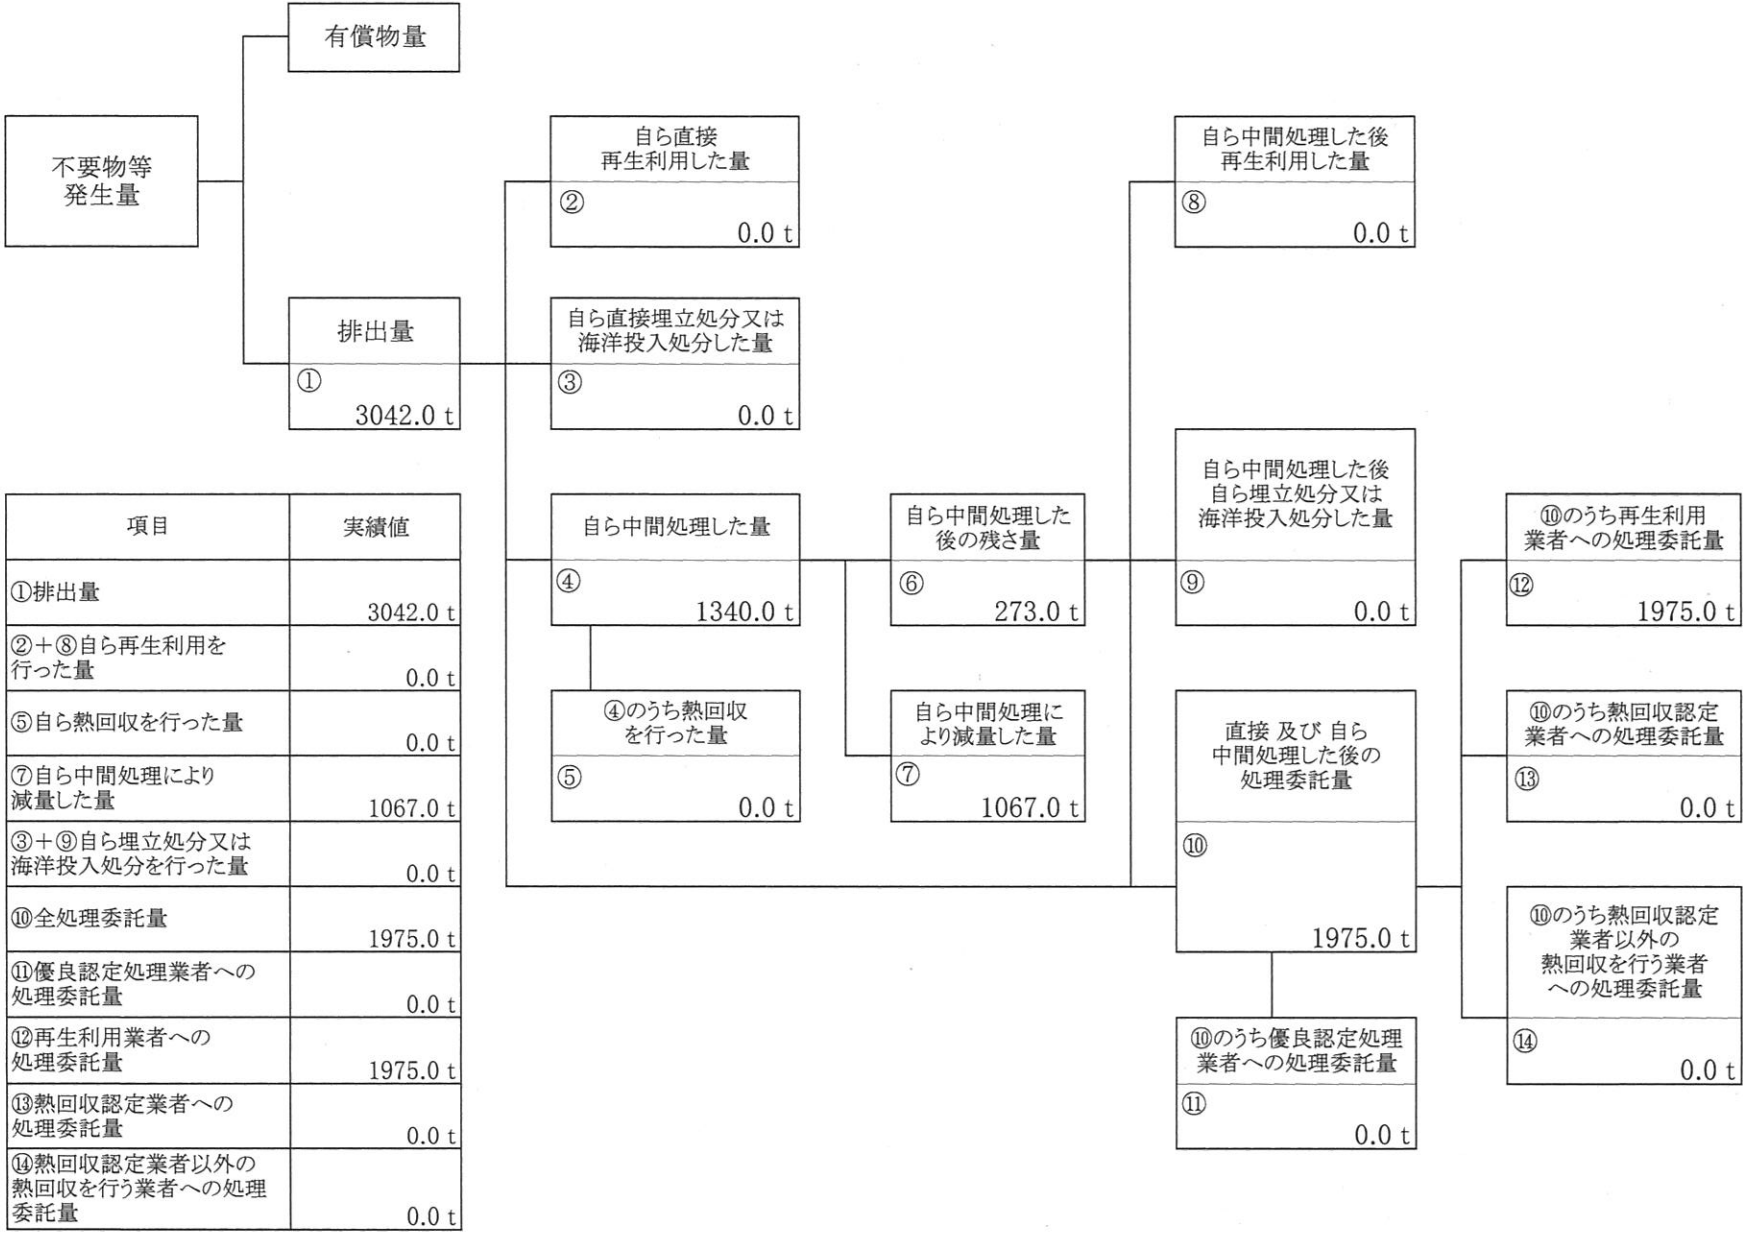 有償物量
不要物等
発生量
排出量
①
3042.0 t
自ら直接
再生利用した量
②
0.0 t
自ら直接埋立処分又は
海洋投入処分した量
③
0.0 t
自ら中間処理した量
④
1340.0 t
④のうち熱回収
を行った量
⑤
0.0 t
自ら中間処理した
後の残さ量
⑥
273.0 t
自ら中間処理に
より減量した量
⑦
1067.0 t
自ら中間処理した後
再生利用した量
⑧
0.0 t
自ら中間処理した後
自ら埋立処分又は
海洋投入処分した量
⑨
0.0 t
直接 及び 自ら
中間処理した後の
処理委託量
⑩
1975.0 t
⑩のうち優良認定処理
業者への処理委託量
⑪
0.0 t
⑩のうち再生利用
業者への処理委託量
⑫
1975.0 t
⑩のうち熱回収認定
業者への処理委託量
⑬
0.0 t
⑩のうち熱回収認定
業者以外の
熱回収を行う業者
への処理委託量
⑭
0.0 t
項目 実績値
①排出量
3042.0 t
②＋⑧自ら再生利用を
行った量
0.0 t
⑤自ら熱回収を行った量
0.0 t
⑦自ら中間処理により
減量した量
1067.0 t
③＋⑨自ら埋立処分又は
海洋投入処分を行った量
0.0 t
⑩全処理委託量
1975.0 t
⑪優良認定処理業者への
処理委託量
0.0 t
⑫再生利用業者への
処理委託量
1975.0 t
⑬熱回収認定業者への
処理委託量
0.0 t
⑭熱回収認定業者以外の
熱回収を行う業者への処理
委託量
0.0 t